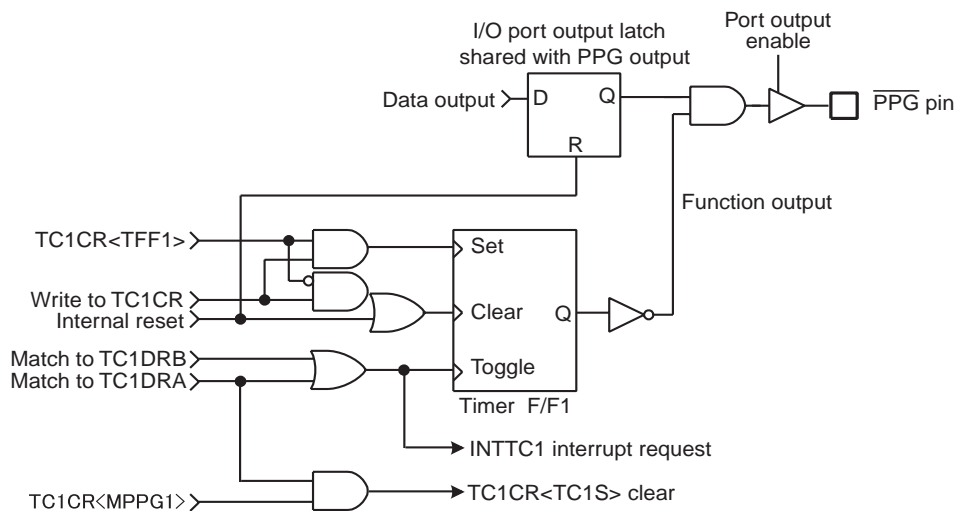 I/O port output latch
shared with PPG output
Port output
enable
Data output
D
Q
R
PPG pin
Function output
TC1CR<TFF1>
Set
Write to TC1CR
Internal reset
Clear
Q
Match to TC1DRB
Match to TC1DRA
Toggle
Timer F/F1
INTTC1 interrupt request
TC1CR<TC1S> clear
TC1CR<MPPG1>